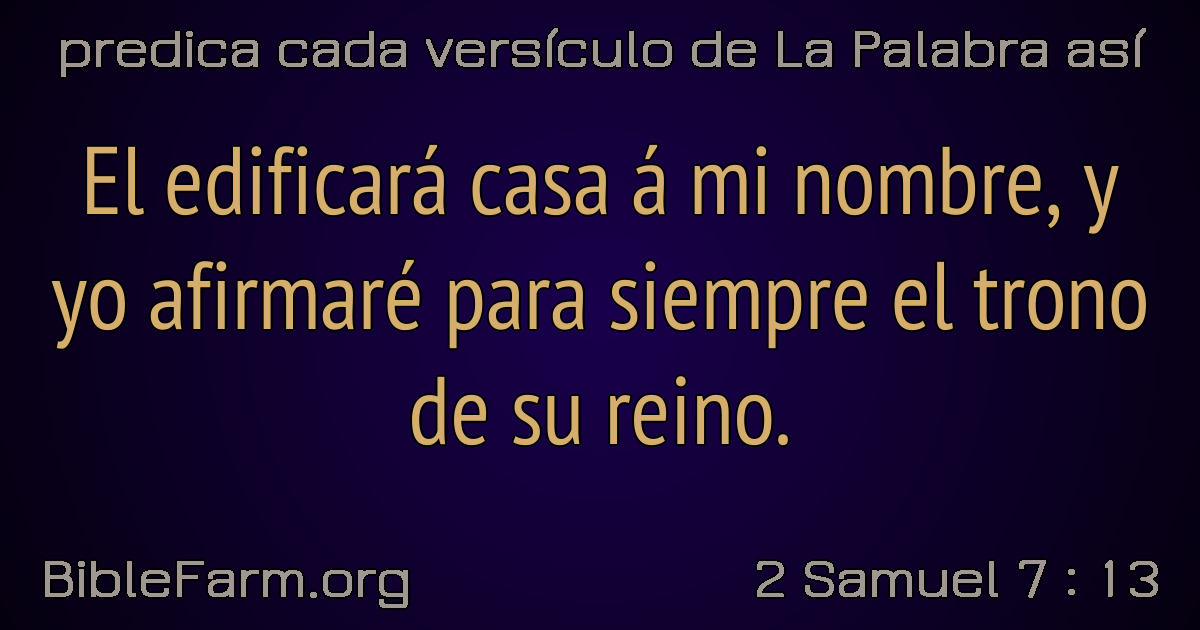 predica cada versículo de La Palabra así
El edificará casa á mi nombre, y
yo afirmaré para siempre el trono
de su reino.
BibleFarm.org
2 Samuel 7 : 13